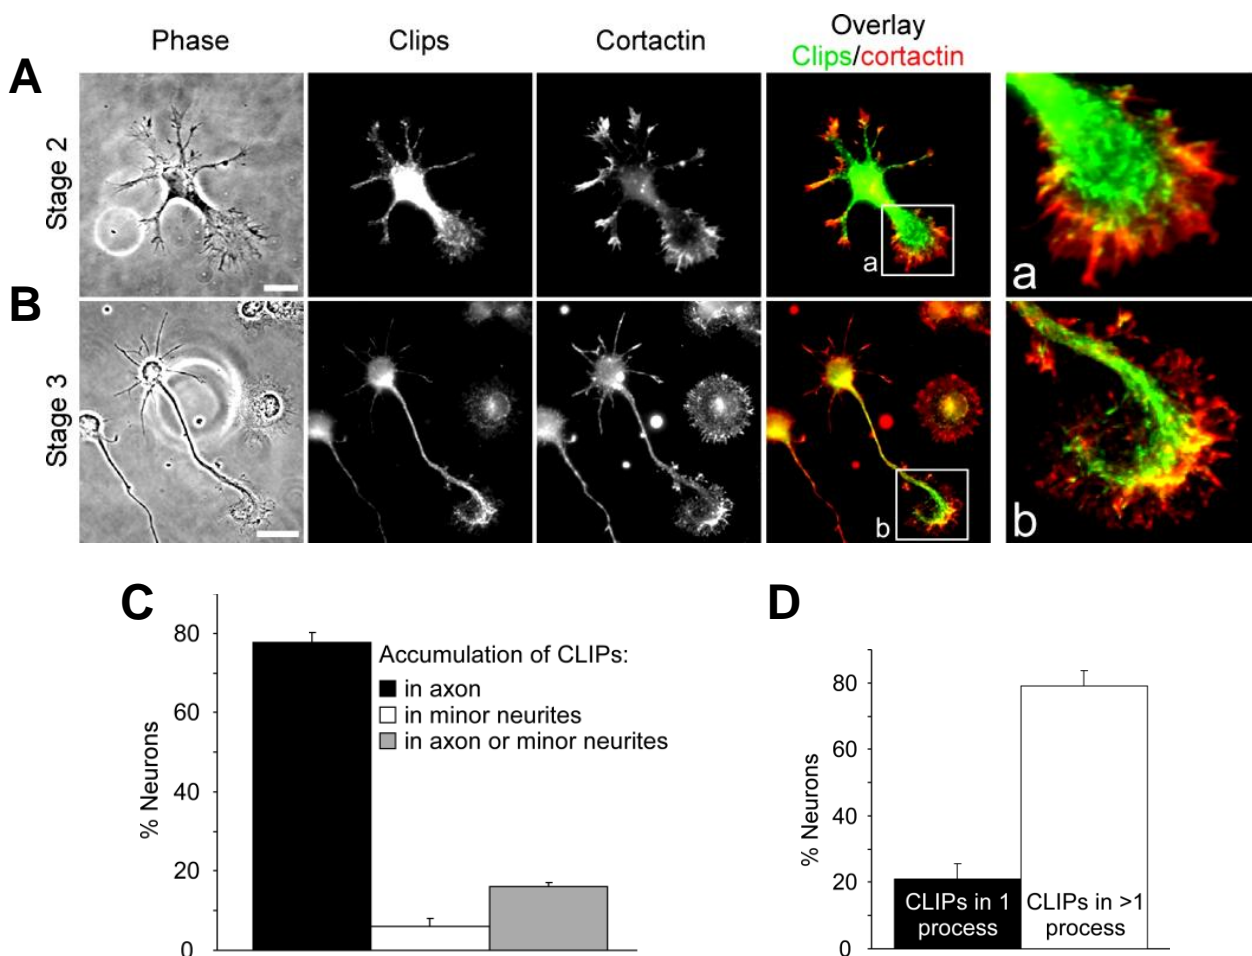 Phase
Clips
Cortactin
Overlay
Clips/cortactin
A
Stage 2
a
a
B
Stage 3
b
b
C
% Neurons
80
60
40
20
0
Accumulation of CLIPs:
in axon
in minor neurites
in axon or minor neurites
D
% Neurons
80
60
40
20
0
CLIPs in 1
process
CLIPs in >1
process